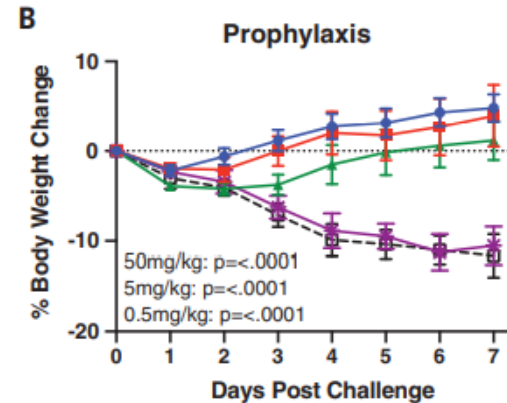 B
Prophylaxis
% Body Weight Change
10
0
-10
-20
50mg/kg: p=<.0001
5mg/kg: p=<.0001
0.5mg/kg: p=<.0001
0 1 2 3 4 5 6 7
Days Post Challenge